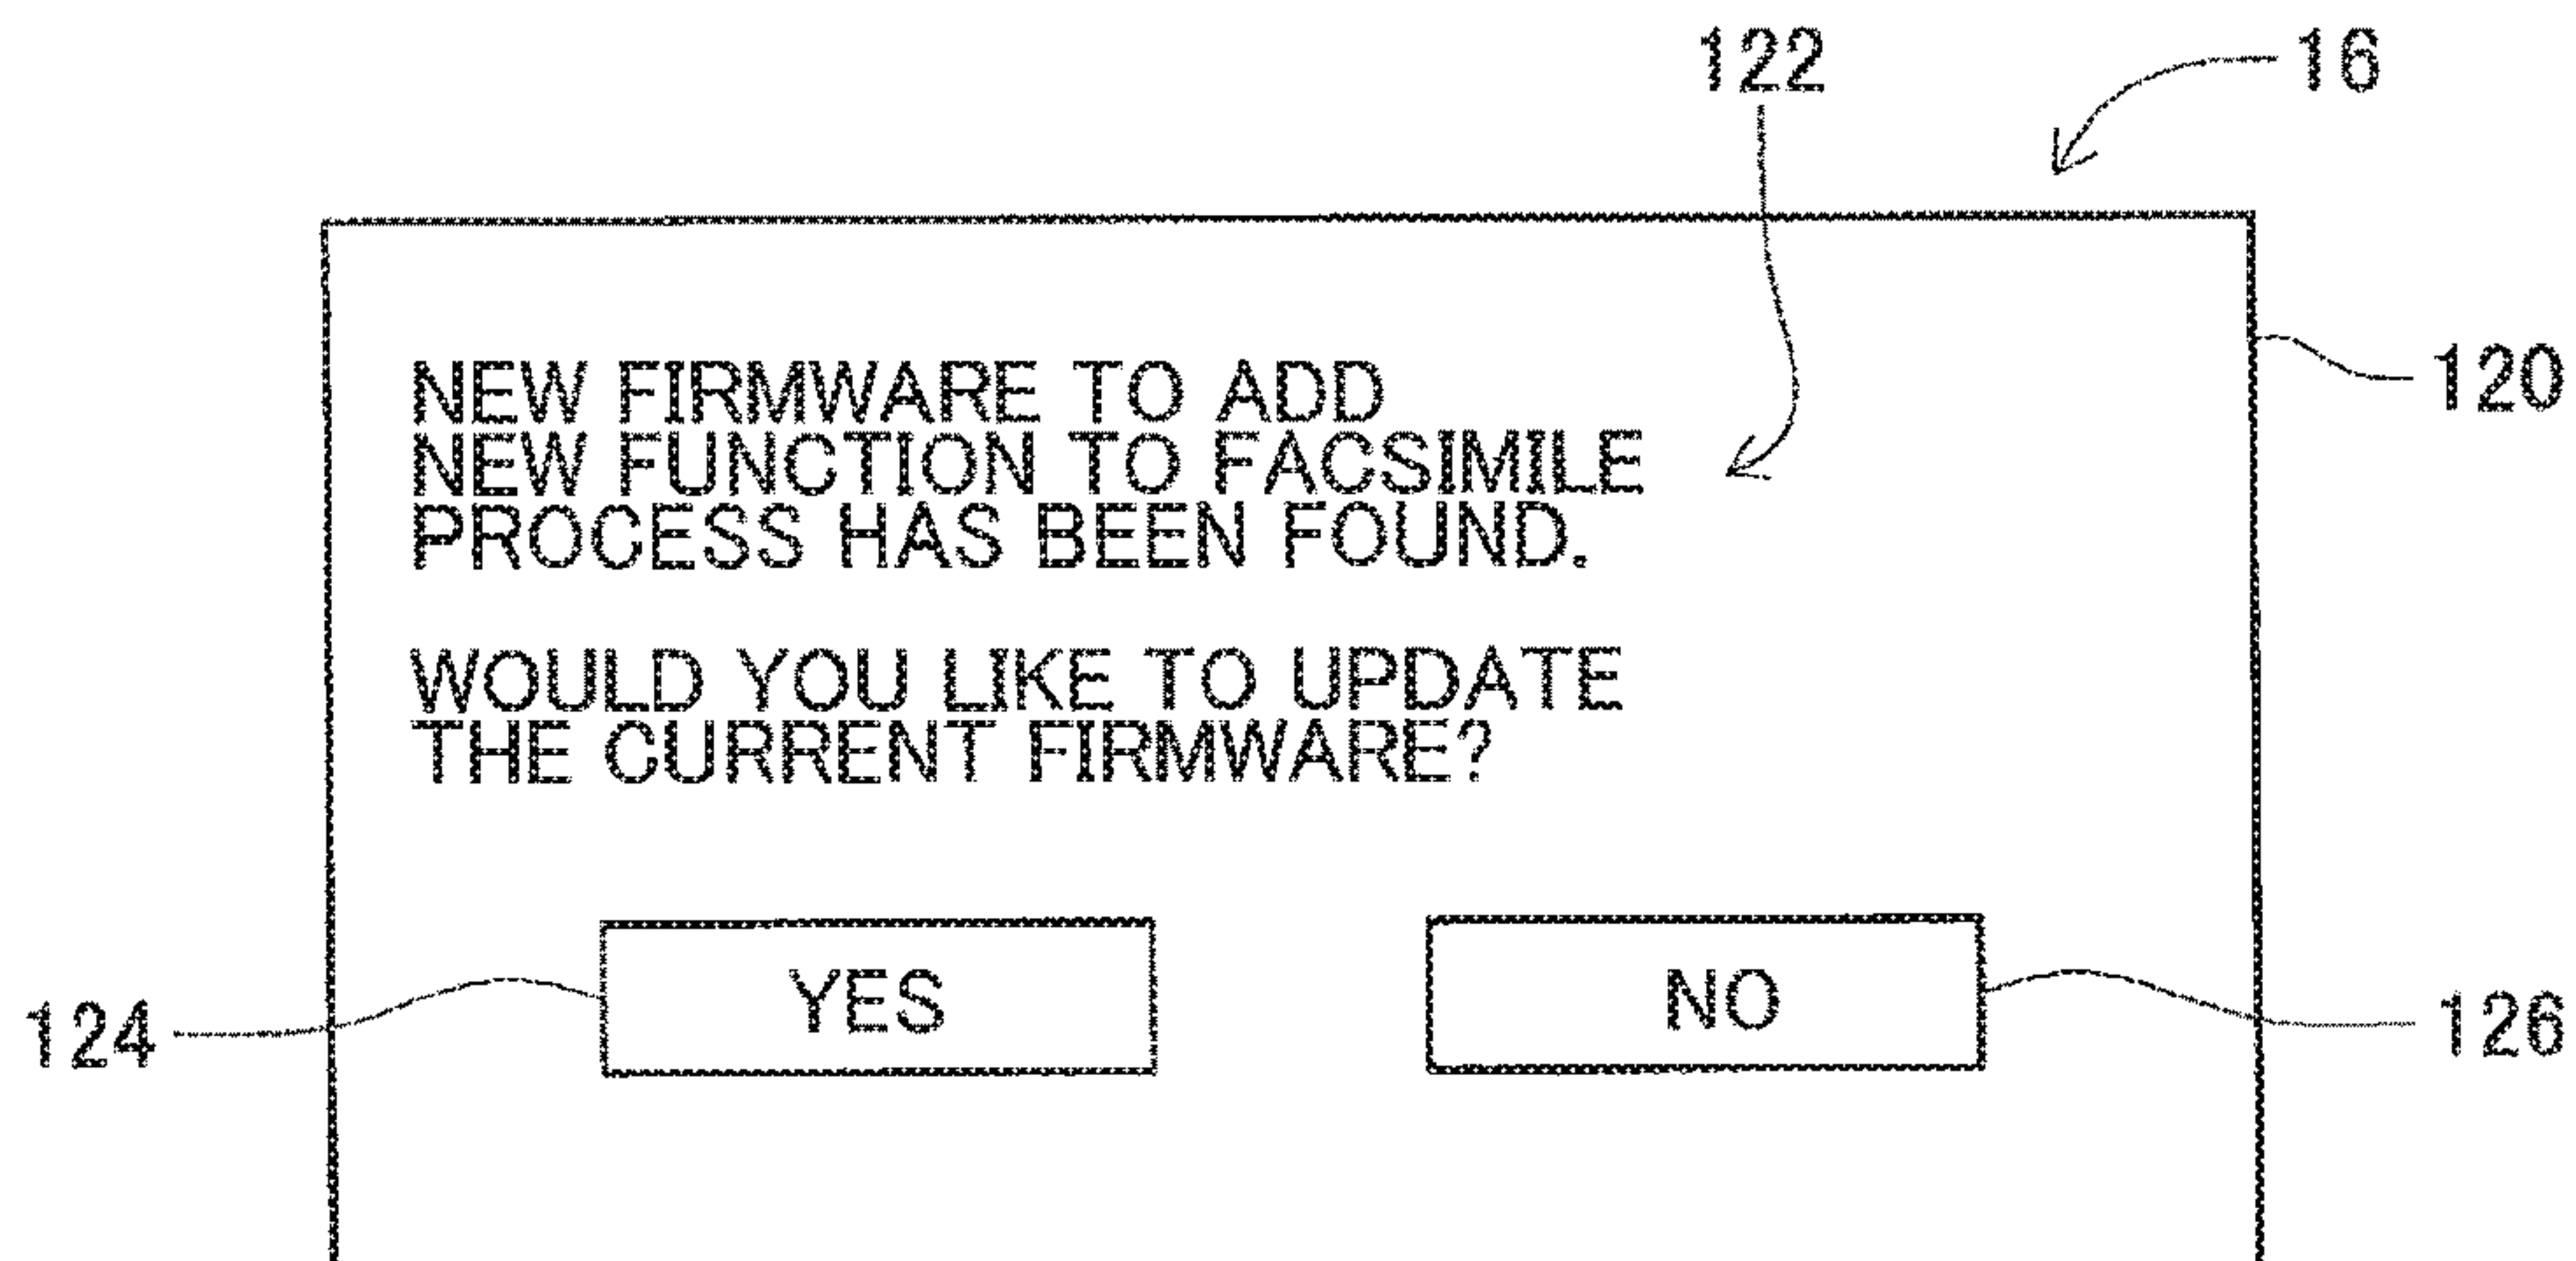 122
16
120
NEW FIRMWARE TO ADD
NEW FUNCTION TO FACSIMILE
PROCESS HAS BEEN FOUND.
WOULD YOU LIKE TO UPDATE
THE CURRENT FIRMWARE?
YES
NO
124
126